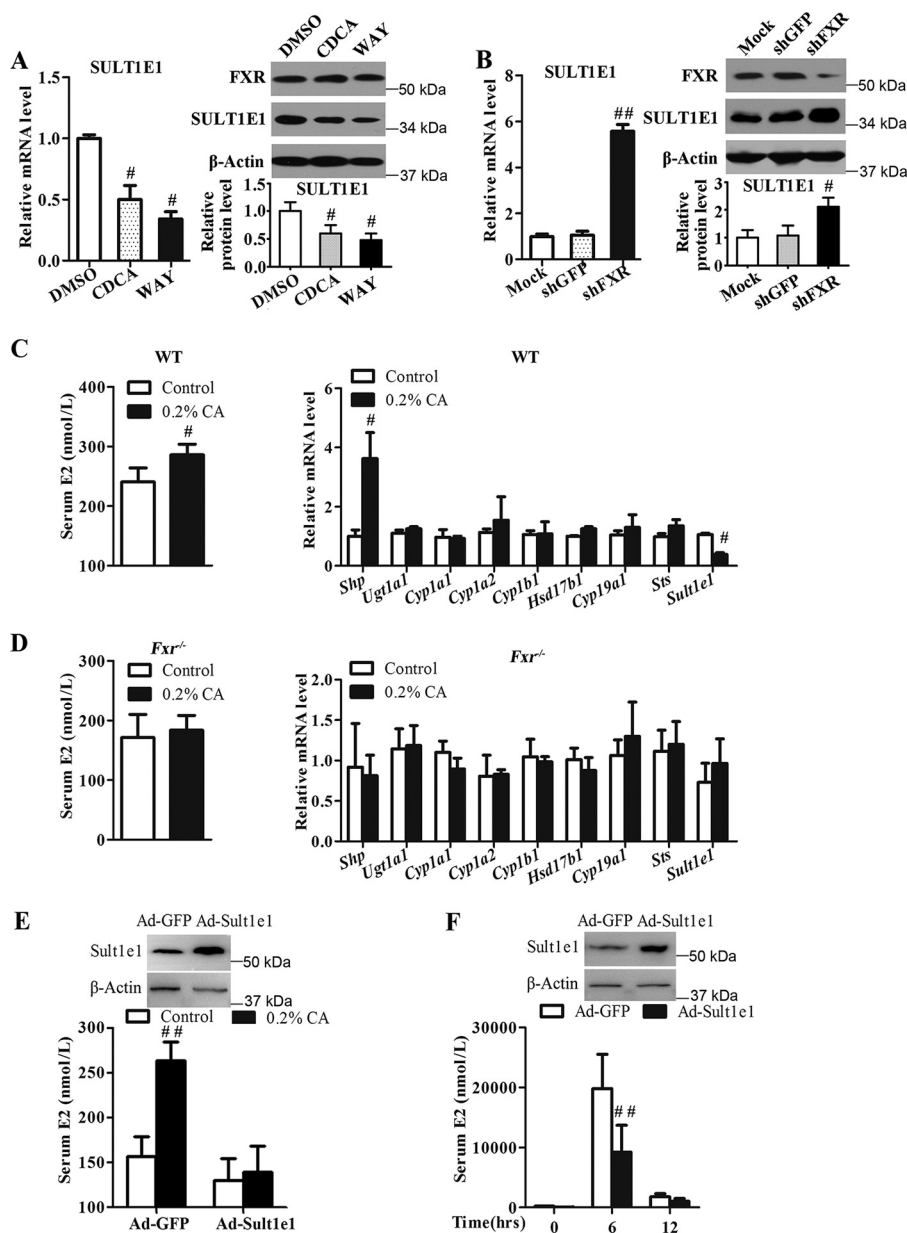 A
SULT1E1
Relative mRNA level
1.5
1.0
0.5
0.0
DMSO
CDCA
WAY
DMSO
CDCA
WAY
FXR
50 kDa
SULT1E1
34 kDa
β-Actin
37 kDa
SULT1E1
Relative
protein level
1.5
1.0
0.5
0.0
DMSO
CDCA
WAY
# #
# #
B
SULT1E1
Relative mRNA level
8
6
4
2
0
##
Mock
shGFP
shFXR
Mock
shGFP
shFXR
FXR
50 kDa
SULT1E1
34 kDa
β-Actin
37 kDa
SULT1E1
Relative
protein level
3
2
1
0
#
Mock
shGFP
shFXR
C
WT
Serum E2 (nmol/L)
400
300
200
100
Control
0.2% CA
#
WT
Relative mRNA level
6
4
2
0
Control
0.2% CA
#
#
Shp
Ugt1a1
Cyp1a1
Cyp1a2
Cyp1b1
Hsd17b1
Cyp19a1
Sts
Sult1e1
D
Fxr-/-
Serum E2 (nmol/L)
300
200
100
0
Control
0.2% CA
Fxr-/-
Relative mRNA level
2.0
1.5
1.0
0.5
0.0
Control
0.2% CA
Shp
Ugt1a1
Cyp1a1
Cyp1a2
Cyp1b1
Hsd17b1
Cyp19a1
Sts
Sult1e1
E
Ad-GFP Ad-Sult1e1
Sult1e1
50 kDa
β-Actin
37 kDa
Control 0.2% CA
Serum E2 (nmol/L)
300
250
200
150
100
##
Ad-GFP Ad-Sult1e1
F
Ad-GFP Ad-Sult1e1
Sult1e1
50 kDa
β-Actin
37 kDa
Ad-GFP Ad-Sult1e1
Serum E2 (nmol/L)
30000
20000
10000
0
##
Time(hrs) 0 6 12